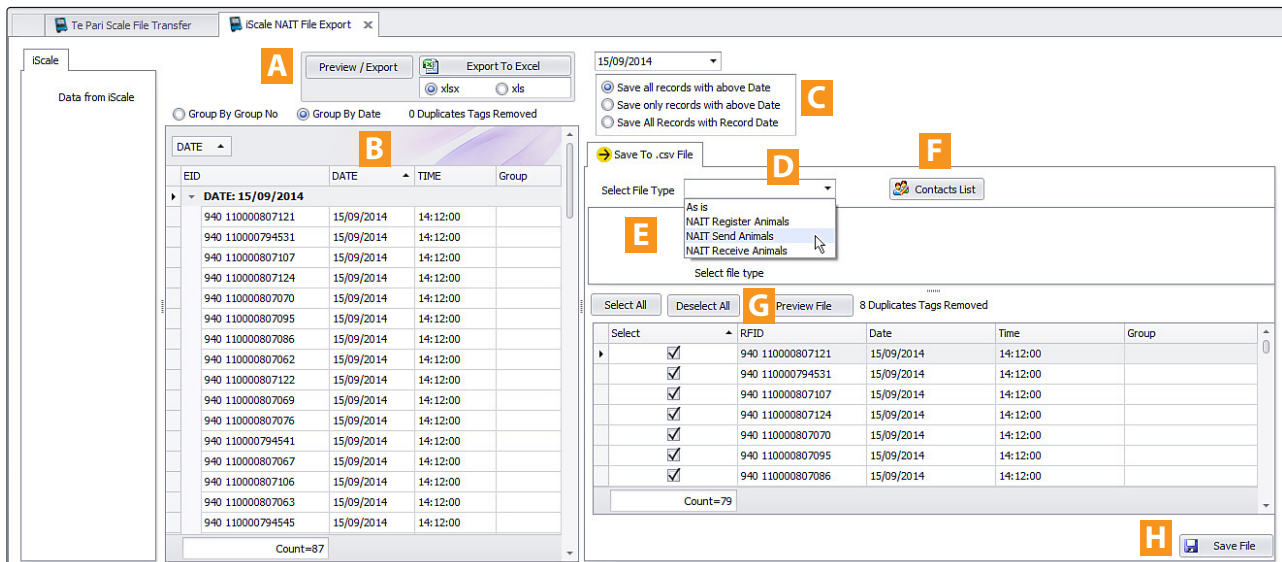 Te Pari Scale File Transfer
iScale NAIT File Export
iScale
Data from iScale
A
Preview / Export
Export To Excel
xlsx xls
Group By Group No Group By Date 0 Duplicates Tags Removed
B
DATE
EID DATE TIME Group
DATE: 15/09/2014
940 110000807121 15/09/2014 14:12:00
940 110000794531 15/09/2014 14:12:00
940 110000807107 15/09/2014 14:12:00
940 110000807124 15/09/2014 14:12:00
940 110000807070 15/09/2014 14:12:00
940 110000807095 15/09/2014 14:12:00
940 110000807086 15/09/2014 14:12:00
940 110000807062 15/09/2014 14:12:00
940 110000807122 15/09/2014 14:12:00
940 110000807069 15/09/2014 14:12:00
940 110000807076 15/09/2014 14:12:00
940 110000794541 15/09/2014 14:12:00
940 110000807067 15/09/2014 14:12:00
940 110000807106 15/09/2014 14:12:00
940 110000807063 15/09/2014 14:12:00
940 110000794545 15/09/2014 14:12:00
Count=87
15/09/2014
Save all records with above Date
Save only records with above Date
Save All Records with Record Date
C
Save To .csv File
D
F
Select File Type
Contacts List
As is
NAIT Register Animals
NAIT Send Animals
NAIT Receive Animals
E
Select file type
Select All Deselect All G Preview File 8 Duplicates Tags Removed
Select RFID Date Time Group
940 110000807121 15/09/2014 14:12:00
940 110000794531 15/09/2014 14:12:00
940 110000807107 15/09/2014 14:12:00
940 110000807124 15/09/2014 14:12:00
940 110000807070 15/09/2014 14:12:00
940 110000807095 15/09/2014 14:12:00
940 110000807086 15/09/2014 14:12:00
Count=79
H
Save File